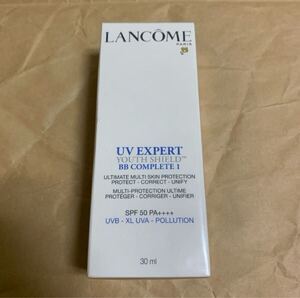 LANCÔME
PARIS
UV EXPERT
YOUTH SHIELD™
BB COMPLETE 1
ULTIMATE MULTI SKIN PROTECTION
PROTECT - CORRECT - UNIFY
MULTI-PROTECTION ULTIME
PROTÉGER - CORRIGER - UNIFIER
SPF 50 PA++++
UVB - XL UVA - POLLUTION
30 ml